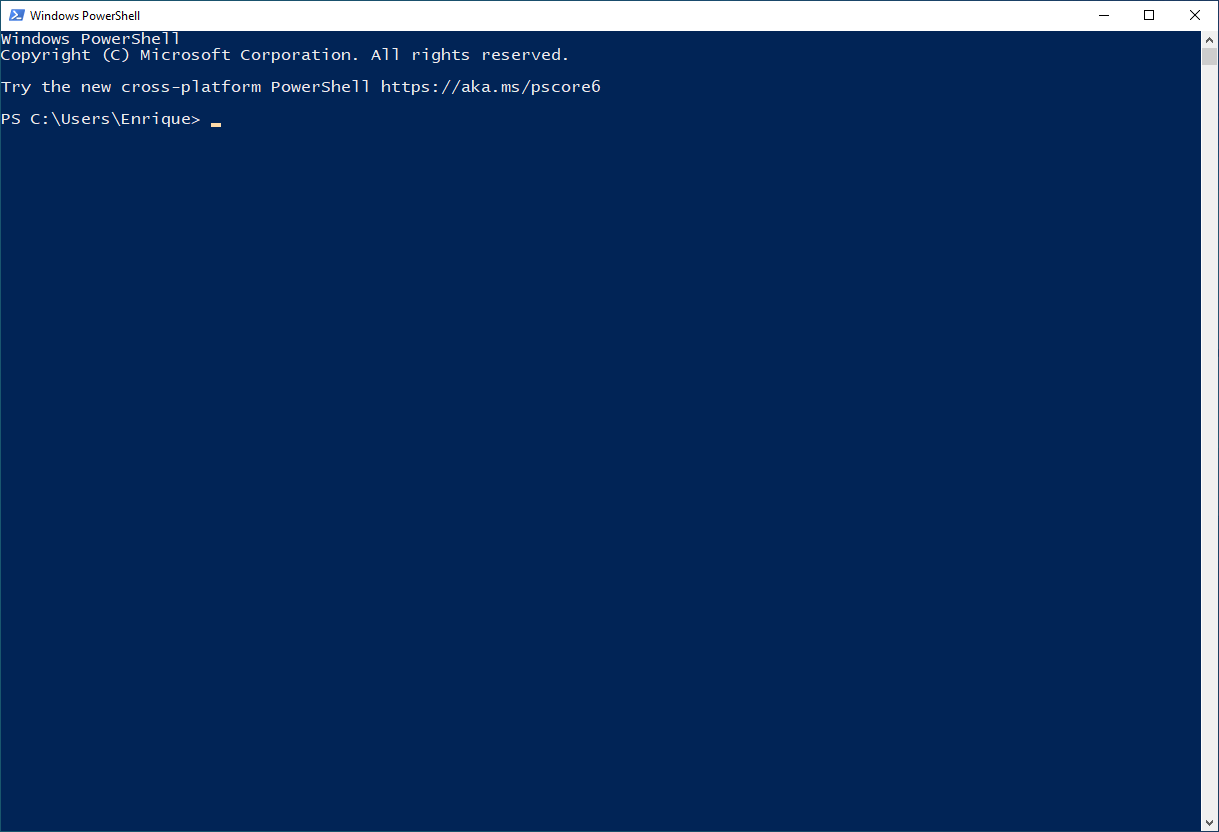 Windows PowerShell
Windows PowerShell
Copyright (C) Microsoft Corporation. All rights reserved.
Try the new cross-platform PowerShell https://aka.ms/pscore6
PS C:\Users\Enrique>